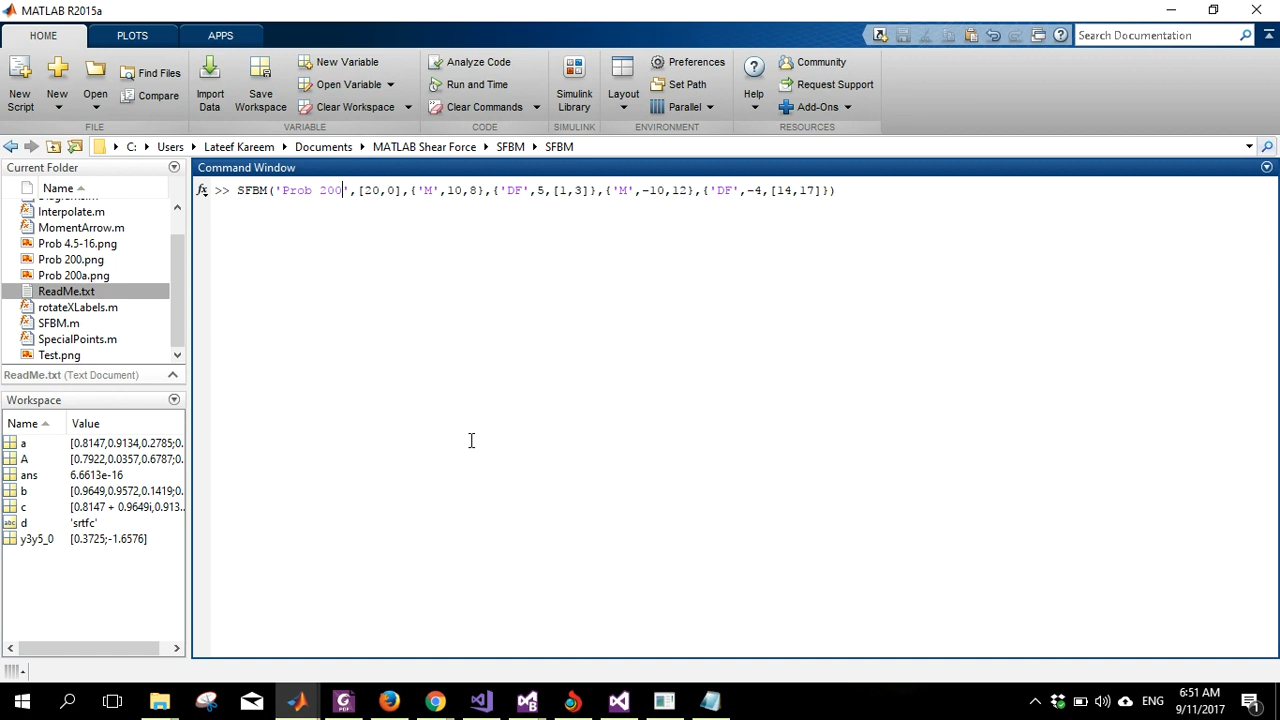 MATLAB R2015a
HOME
PLOTS
APPS
Search Documentation
New Script
New
Open
Find Files
Compare
Import Data
Save Workspace
New Variable
Open Variable
Clear Workspace
Analyze Code
Run and Time
Clear Commands
Simulink Library
Layout
Preferences
Set Path
Parallel
Help
Community
Request Support
Add-Ons
FILE
VARIABLE
CODE
SIMULINK
ENVIRONMENT
RESOURCES
C: Users Lateef Kareem Documents MATLAB Shear Force SFBM SFBM
Current Folder
Name
Interpolate.m
MomentArrow.m
Prob 4.5-16.png
Prob 200.png
Prob 200a.png
ReadMe.txt
rotateXLabels.m
SFBM.m
SpecialPoints.m
Test.png
ReadMe.txt (Text Document)
Workspace
Name Value
a [0.8147,0.9134,0.2785;0.
A [0.7922,0.0357,0.6787;0.
ans 6.6613e-16
b [0.9649,0.9572,0.1419;0.
c [0.8147 + 0.9649i,0.913..
d 'srtfc'
y3y5_0 [0.3725;-1.6576]
Command Window
fx >> SFBM('Prob 200',[20,0],{'M',10,8},{'DF',5,[1,3]},{'M',-10,12},{'DF',-4,[14,17]})
ENG
6:51 AM
9/11/2017